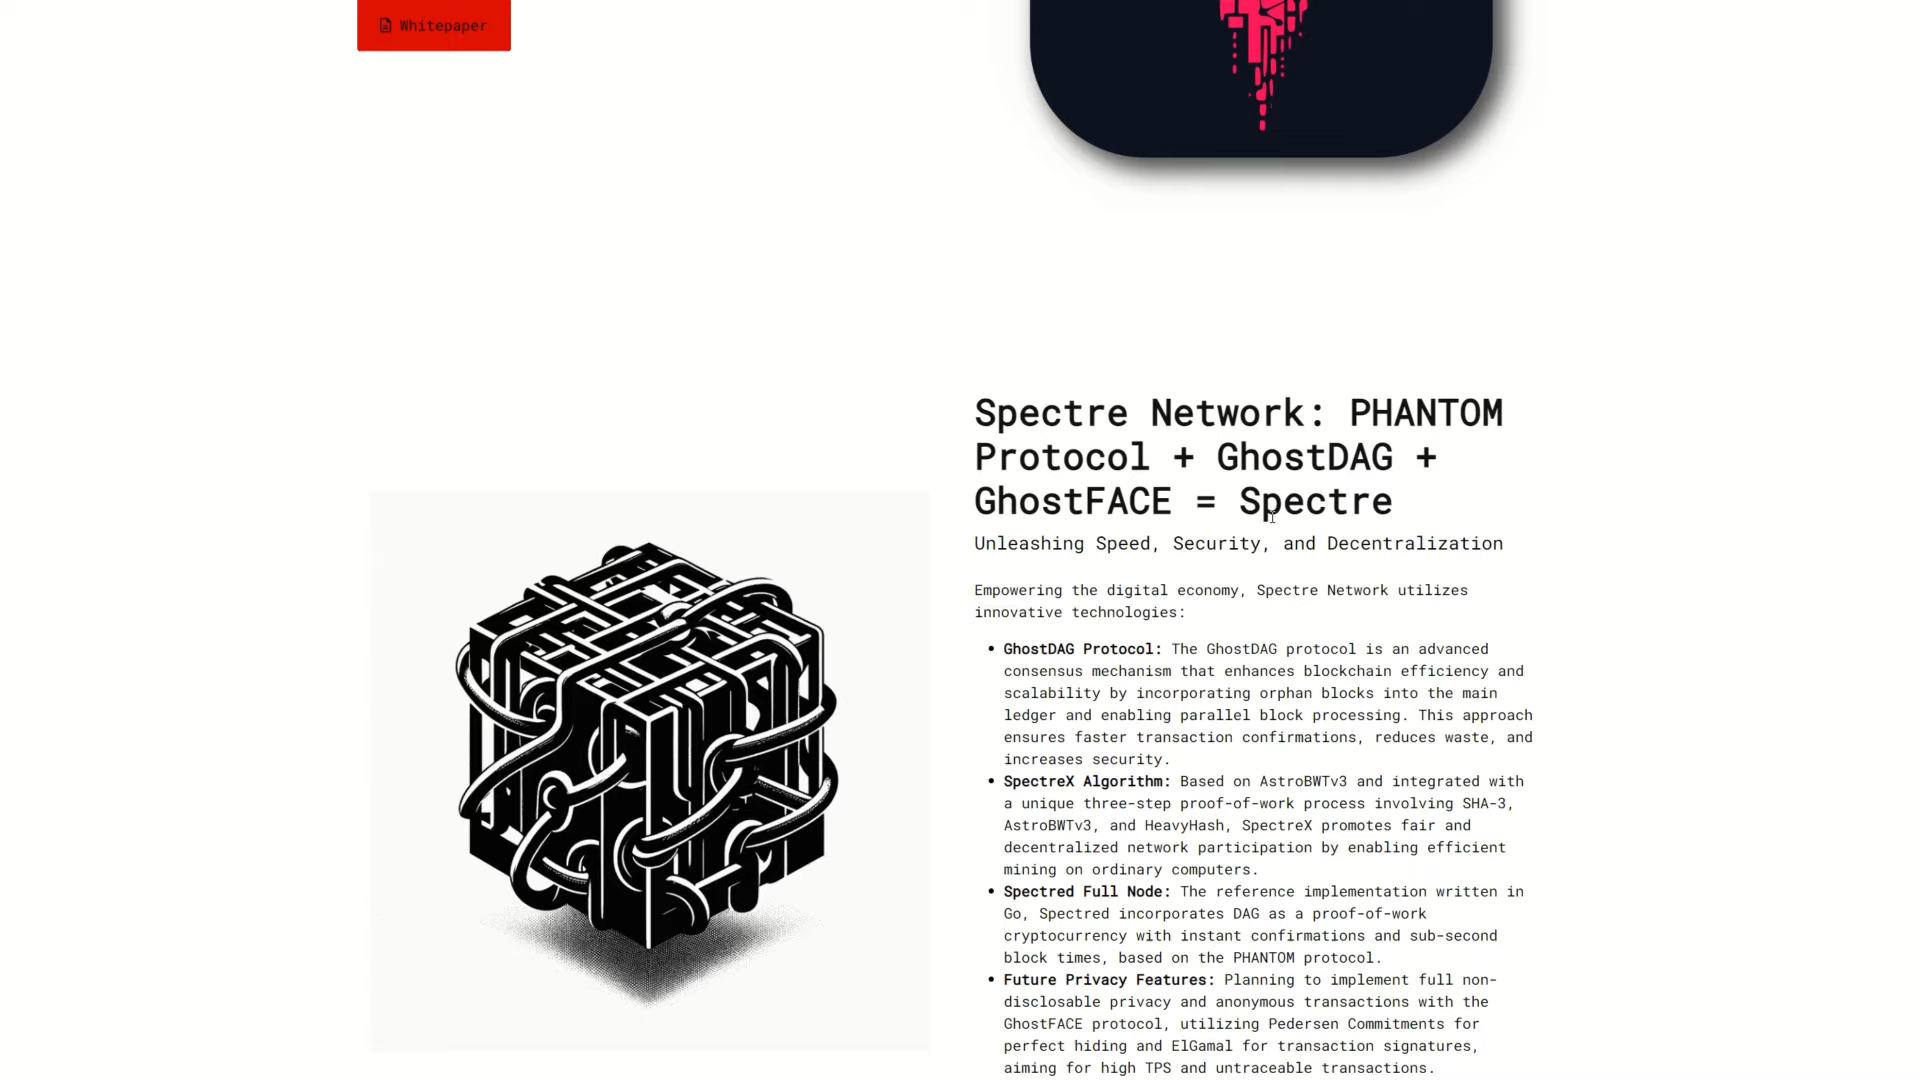 Whitepaper
Spectre Network: PHANTOM
Protocol + GhostDAG +
GhostFACE = Spectre
Unleashing Speed, Security, and Decentralization
Empowering the digital economy, Spectre Network utilizes
innovative technologies:
• GhostDAG Protocol: The GhostDAG protocol is an advanced
consensus mechanism that enhances blockchain efficiency and
scalability by incorporating orphan blocks into the main
ledger and enabling parallel block processing. This approach
ensures faster transaction confirmations, reduces waste, and
increases security.
• SpectreX Algorithm: Based on AstroBWTv3 and integrated with
a unique three-step proof-of-work process involving SHA-3,
AstroBWTv3, and HeavyHash, SpectreX promotes fair and
decentralized network participation by enabling efficient
mining on ordinary computers.
• Spectred Full Node: The reference implementation written in
Go, Spectred incorporates DAG as a proof-of-work
cryptocurrency with instant confirmations and sub-second
block times, based on the PHANTOM protocol.
• Future Privacy Features: Planning to implement full non-
disclosable privacy and anonymous transactions with the
GhostFACE protocol, utilizing Pedersen Commitments for
perfect hiding and ElGamal for transaction signatures,
aiming for high TPS and untraceable transactions.